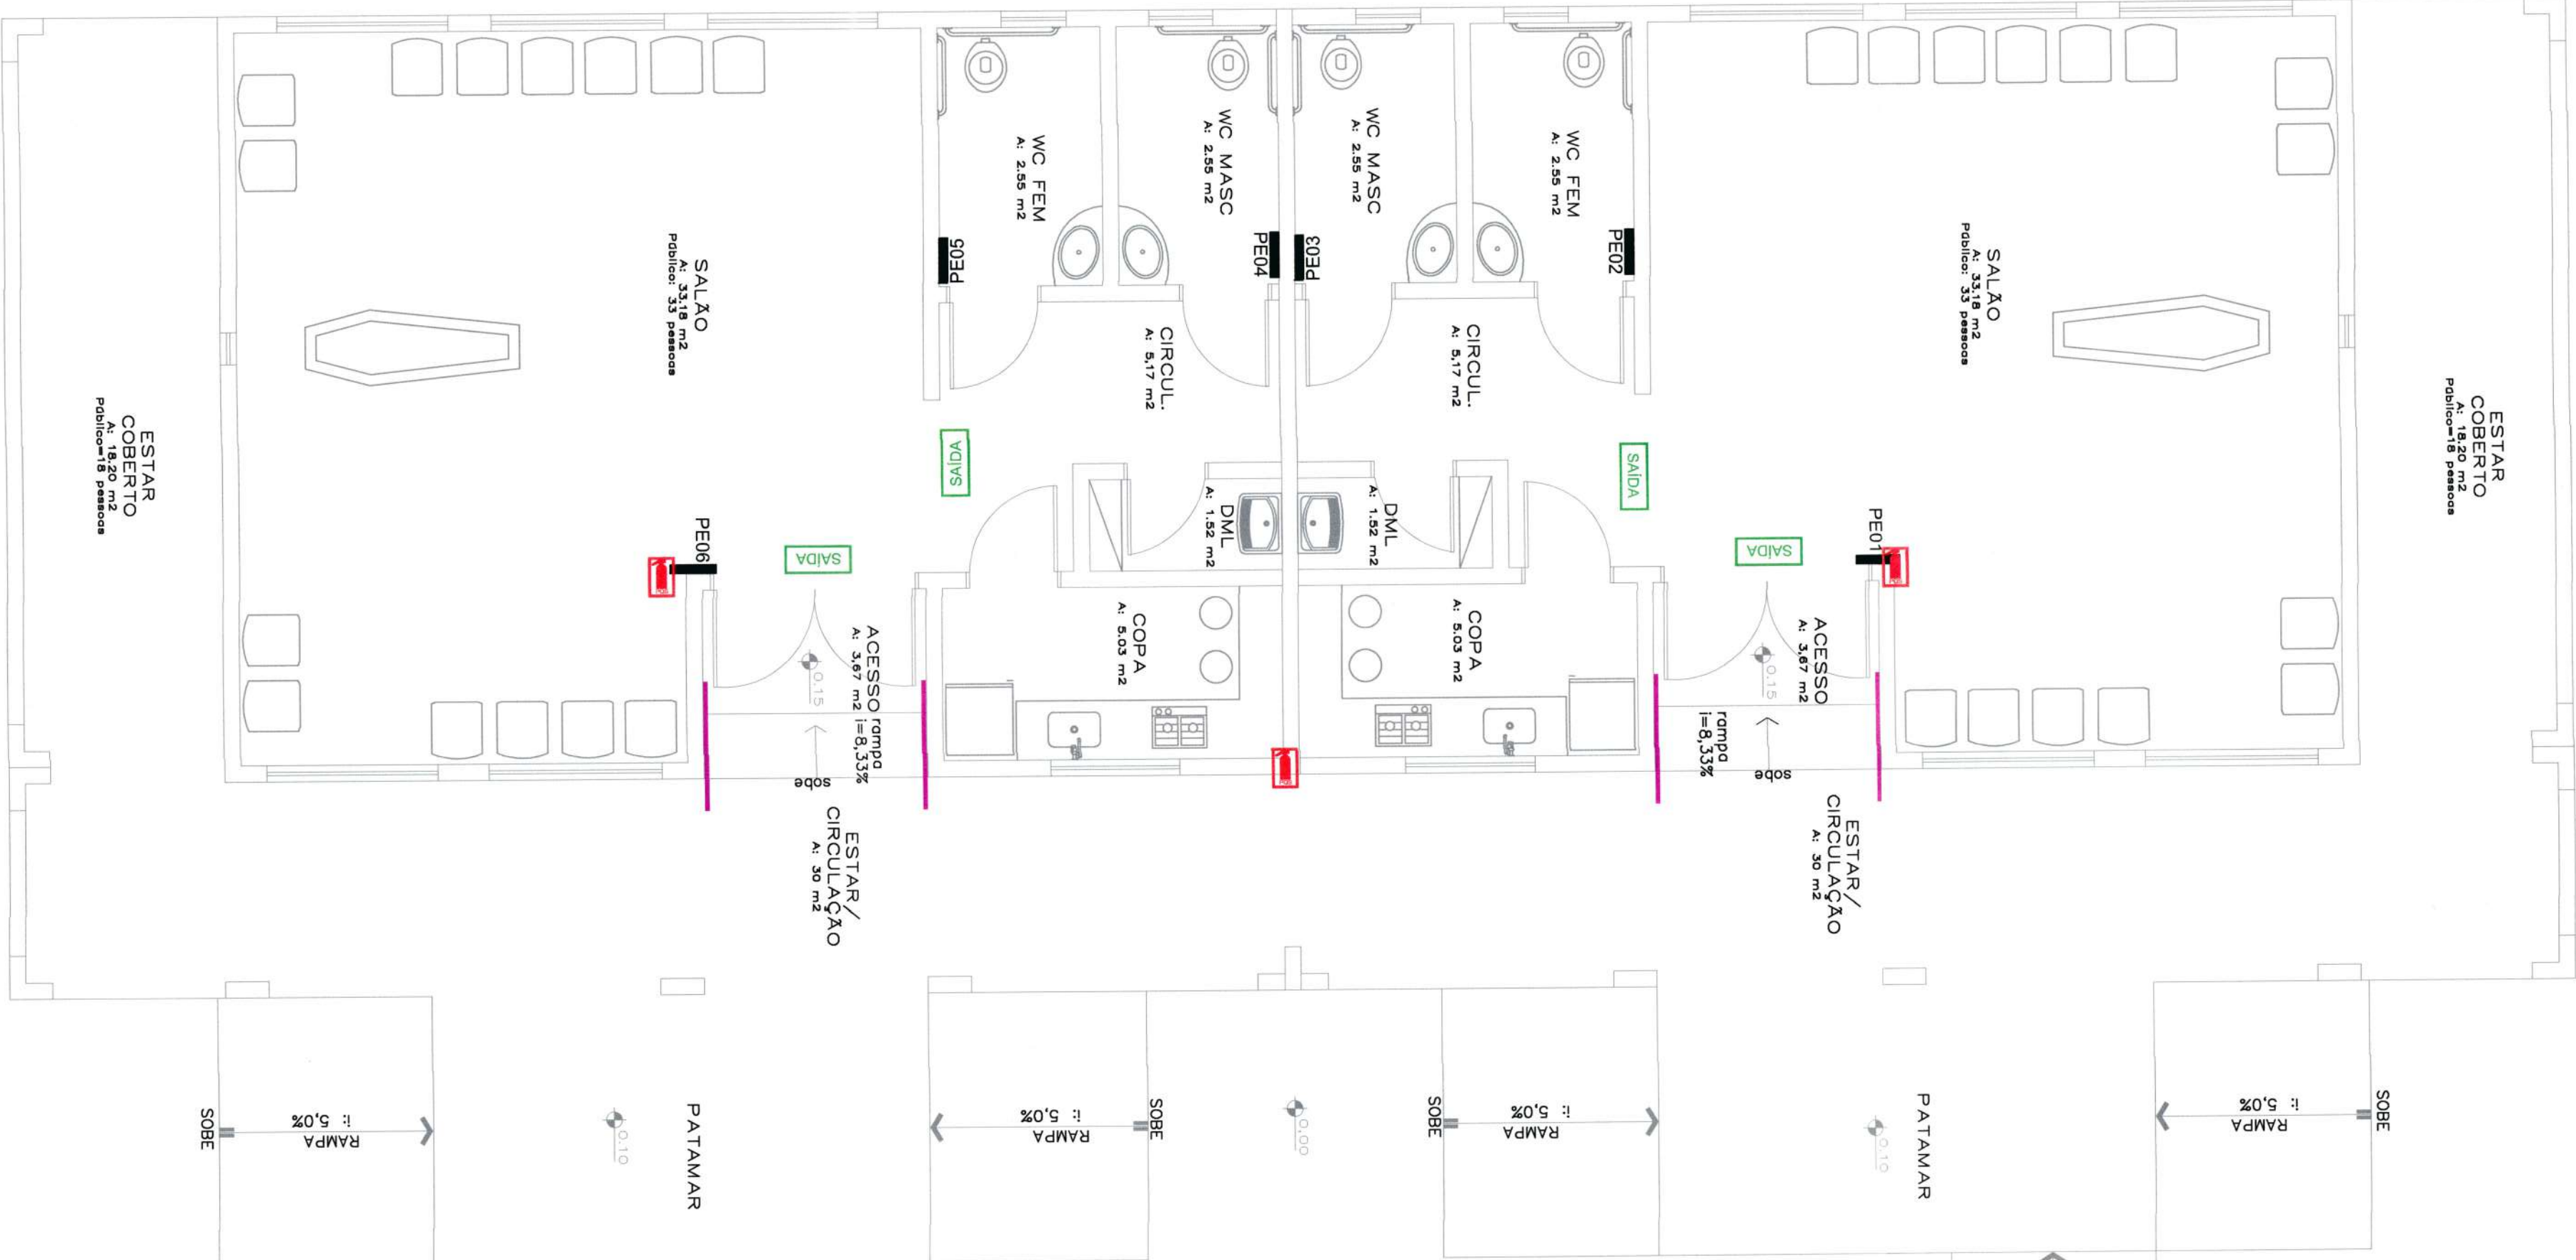 WC FEM
A: 2.55 m2
WC MASC
A: 2.55 m2
WC MASC
A: 2.55 m2
WC FEM
A: 2.55 m2
PE05
PE04
PE03
PE02
SALÃO
A: 33.18 m2
Público: 33 pessoas
SALÃO
A: 33.18 m2
Público: 33 pessoas
CIRCUL.
A: 5,17 m2
CIRCUL.
A: 5,17 m2
ESTAR
COBERTO
A: 18.20 m2
Público=18 pessoas
ESTAR
COBERTO
A: 18.20 m2
Público=18 pessoas
SAÍDA
SAÍDA
DML
A: 1.52 m2
DML
A: 1.52 m2
PE06
SAÍDA
SAÍDA
PE01
COPA
A: 5.03 m2
COPA
A: 5.03 m2
ACESSO
A: 3,67 m2
0.15
rampa
i=8,33%
sobe
ACESSO
A: 3,67 m2
0.15
rampa
i=8,33%
sobe
ESTAR/
CIRCULAÇÃO
A: 30 m2
ESTAR/
CIRCULAÇÃO
A: 30 m2
SOBE
RAMPA
i: 5,0%
0.10
PATAMAR
RAMPA
i: 5,0%
SOBE
0.00
SOBE
RAMPA
i: 5,0%
0.10
PATAMAR
RAMPA
i: 5,0%
SOBE